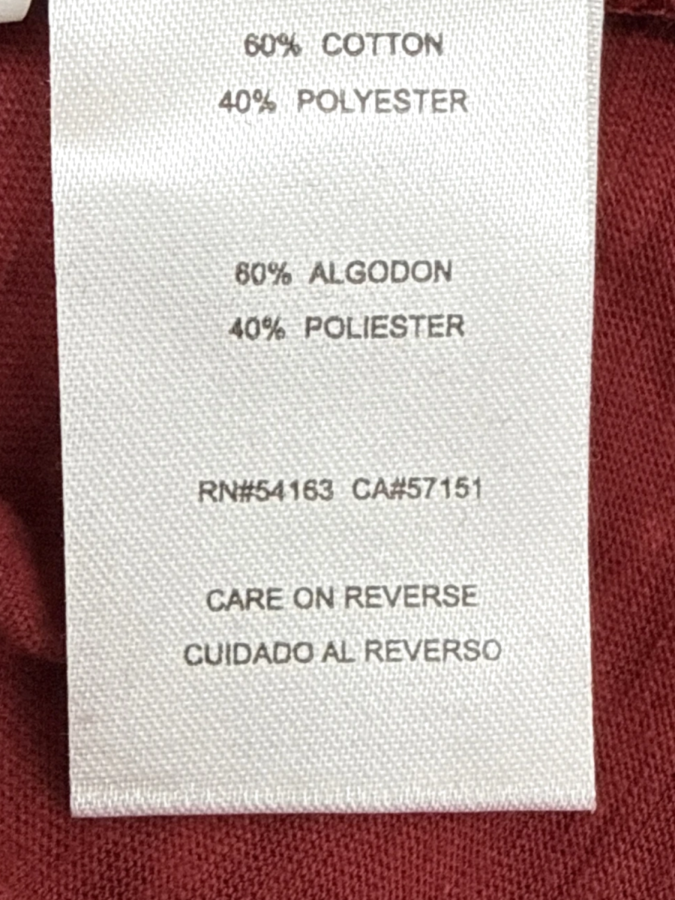 60% COTTON
40% POLYESTER
60% ALGODON
40% POLIESTER
RN#54163 CA#57151
CARE ON REVERSE
CUIDADO AL REVERSO